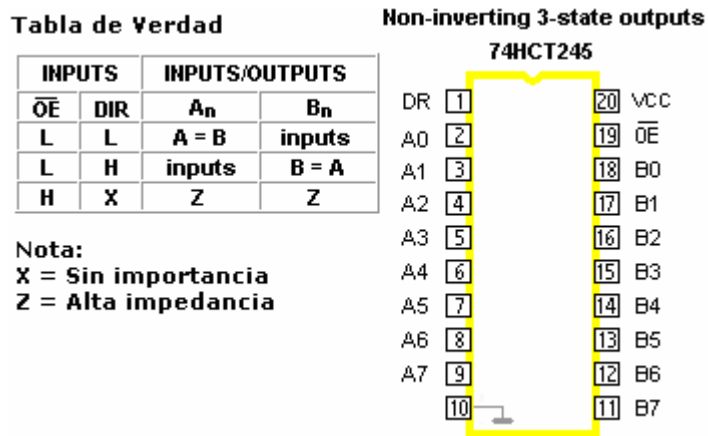 Tabla de Verdad
INPUTS INPUTS/OUTPUTS
OE DIR An Bn
L L A = B inputs
L H inputs B = A
H X Z Z
Nota:
X = Sin importancia
Z = Alta impedancia
Non-inverting 3-state outputs
74HCT245
DR 1 20 VCC
A0 2 19 OE
A1 3 18 B0
A2 4 17 B1
A3 5 16 B2
A4 6 15 B3
A5 7 14 B4
A6 8 13 B5
A7 9 12 B6
10 11 B7